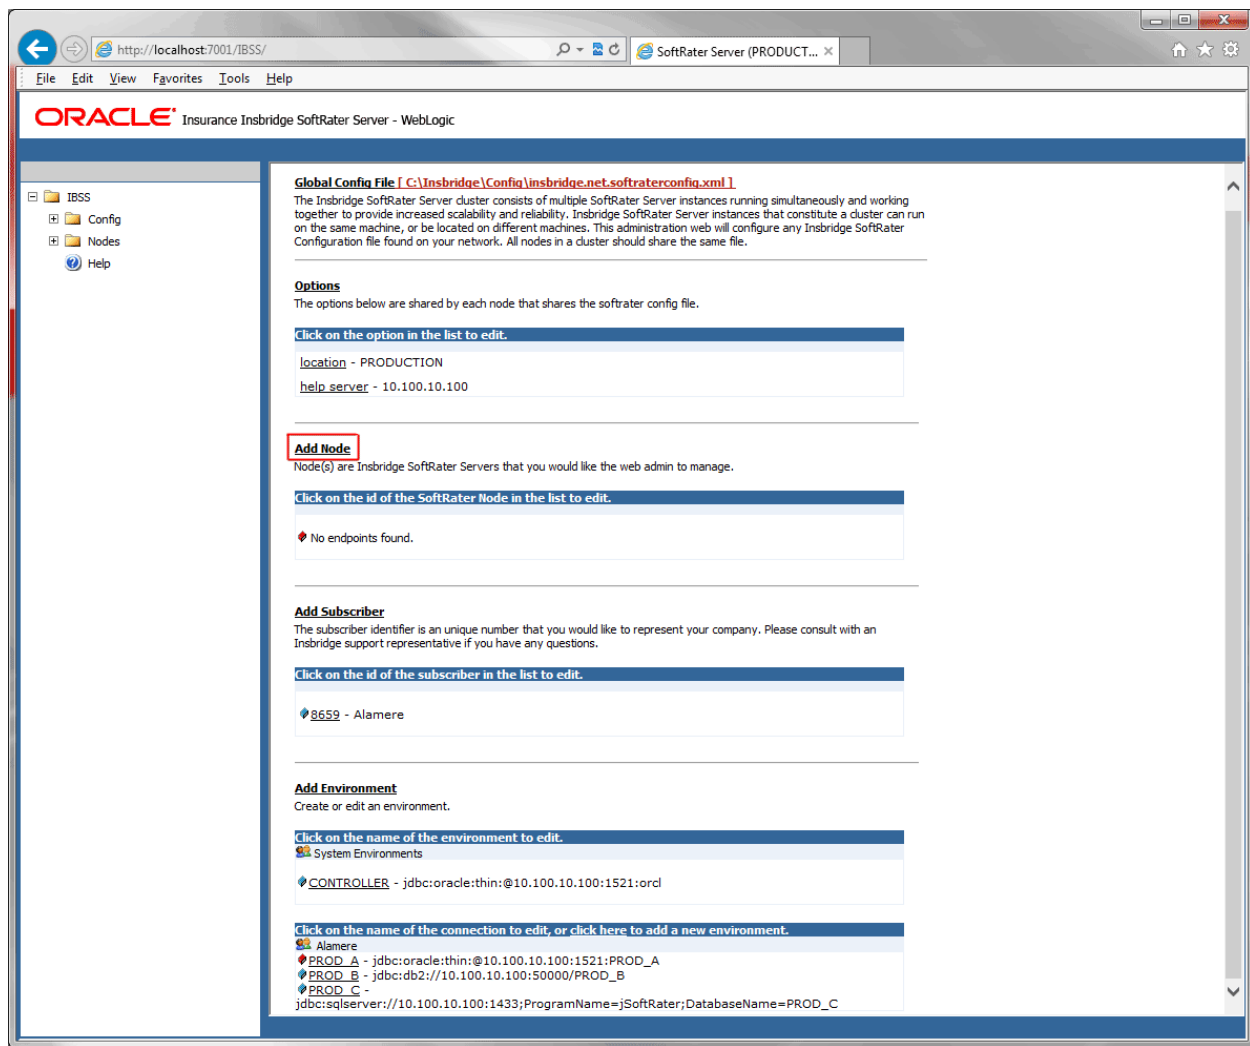 http://localhost:7001/IBSS/
SoftRater Server (PRODUCT...
File Edit View Favorites Tools Help
ORACLE Insurance Insbridge SoftRater Server - WebLogic
IBSS
Config
Nodes
Help
Global Config File [ C:\Insbridge\Config\insbridge.net.softraterconfig.xml ]
The Insbridge SoftRater Server cluster consists of multiple SoftRater Server instances running simultaneously and working
together to provide increased scalability and reliability. Insbridge SoftRater Server instances that constitute a cluster can run
on the same machine, or be located on different machines. This administration web will configure any Insbridge SoftRater
Configuration file found on your network. All nodes in a cluster should share the same file.
Options
The options below are shared by each node that shares the softrater config file.
Click on the option in the list to edit.
location - PRODUCTION
help server - 10.100.10.100
Add Node
Node(s) are Insbridge SoftRater Servers that you would like the web admin to manage.
Click on the id of the SoftRater Node in the list to edit.
No endpoints found.
Add Subscriber
The subscriber identifier is an unique number that you would like to represent your company. Please consult with an
Insbridge support representative if you have any questions.
Click on the id of the subscriber in the list to edit.
8659 - Alamere
Add Environment
Create or edit an environment.
Click on the name of the environment to edit.
System Environments
CONTROLLER - jdbc:oracle:thin:@10.100.10.100:1521:orcl
Click on the name of the connection to edit, or click here to add a new environment.
Alamere
PROD_A - jdbc:oracle:thin:@10.100.10.100:1521:PROD_A
PROD_B - jdbc:db2://10.100.10.100:50000/PROD_B
PROD_C -
jdbc:sqlserver://10.100.10.100:1433;ProgramName=jSoftRater;DatabaseName=PROD_C